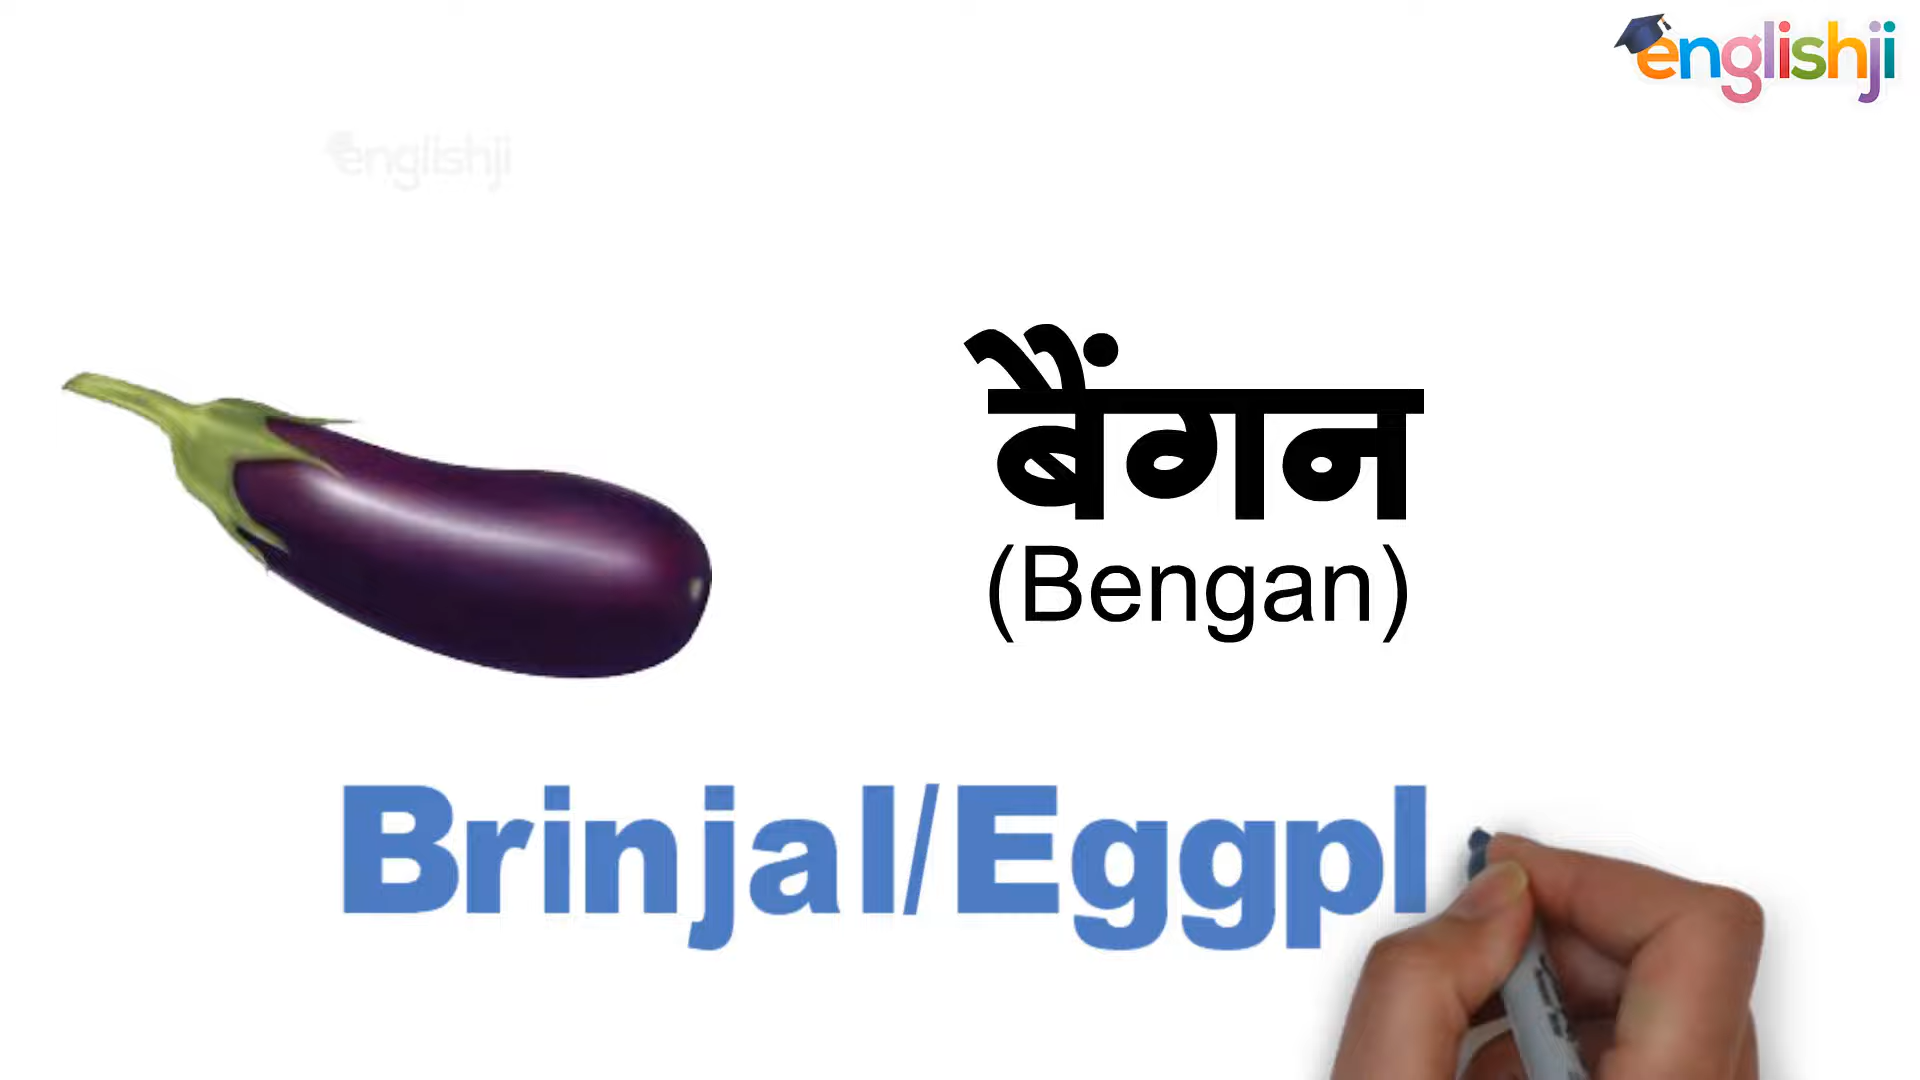 englishji
englishji
बैंगन
(Bengan)
Brinjal/Eggpl